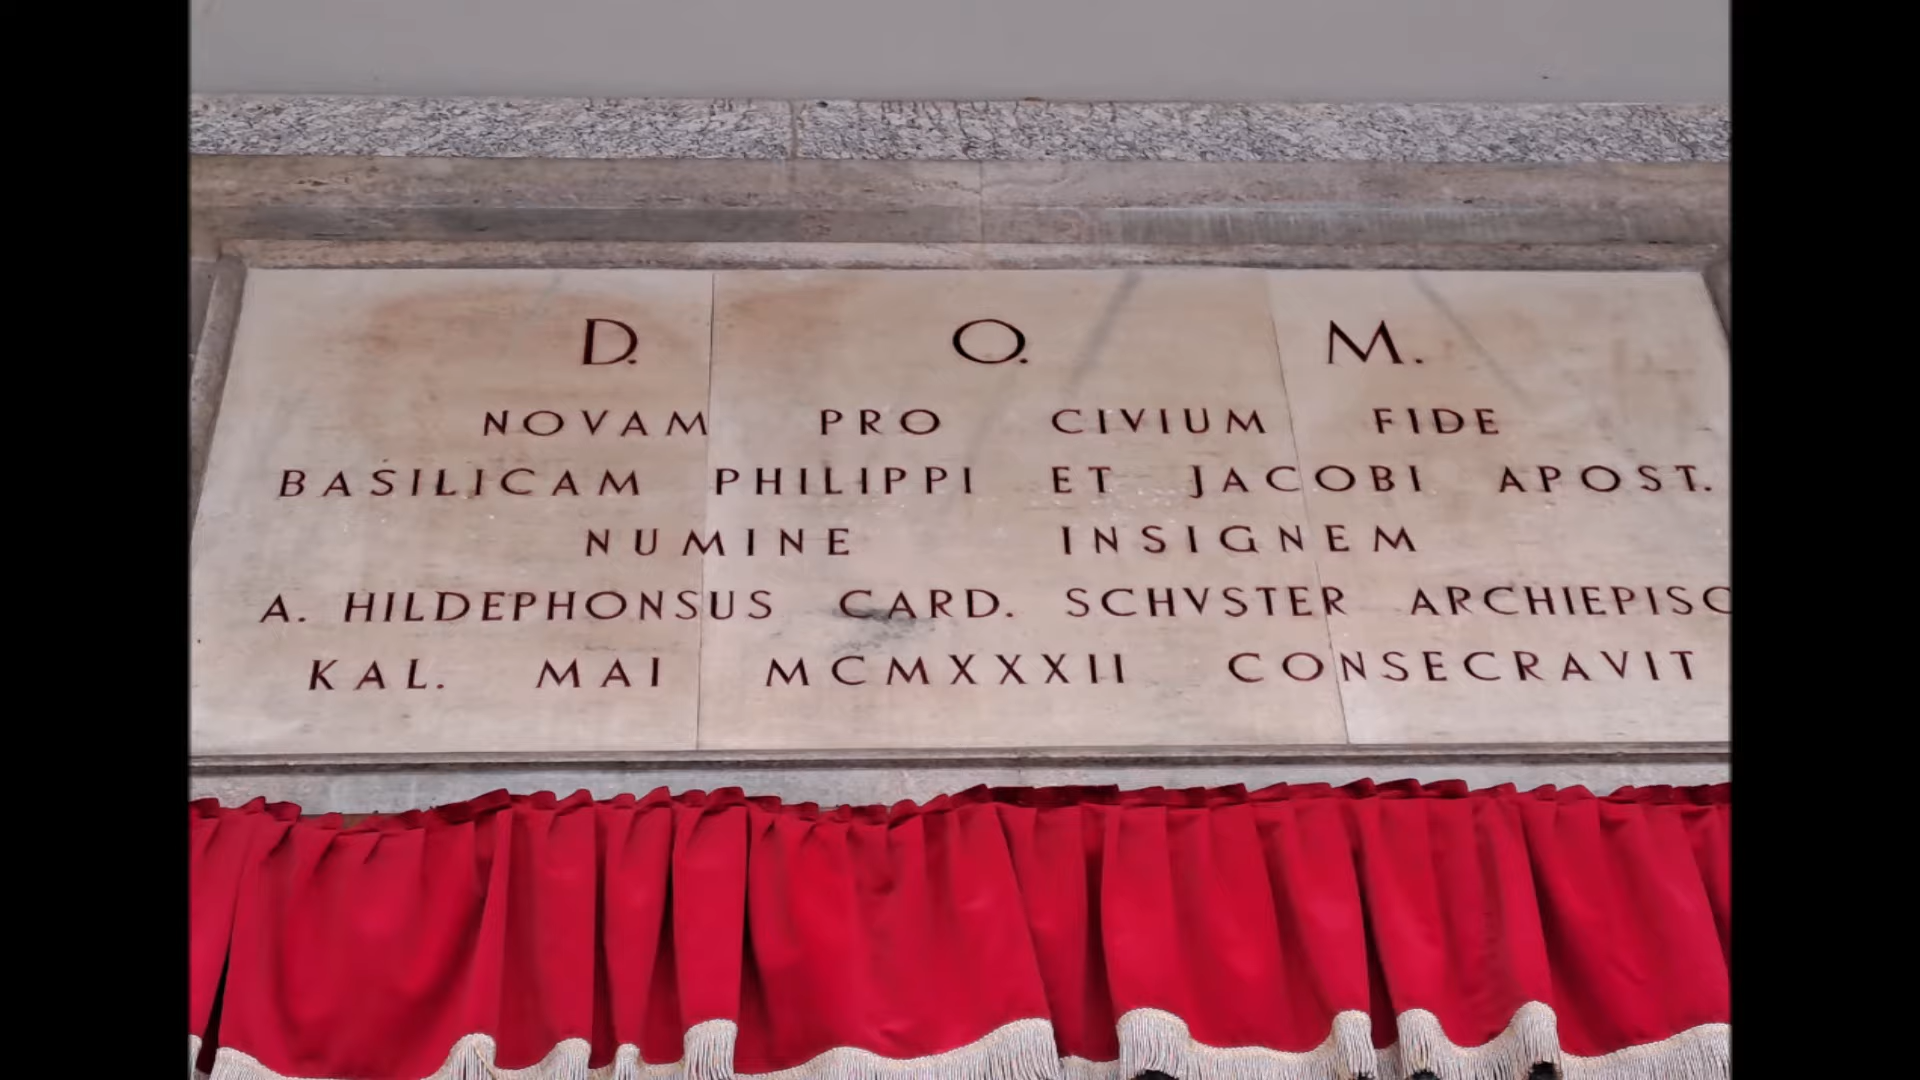 D. O. M.
NOVAM PRO CIVIUM FIDE
BASILICAM PHILIPPI ET JACOBI APOST.
NUMINE INSIGNEM
A. HILDEPHONSUS CARD. SCHVSTER ARCHIEPISC
KAL. MAI MCMXXXII CONSECRAVIT